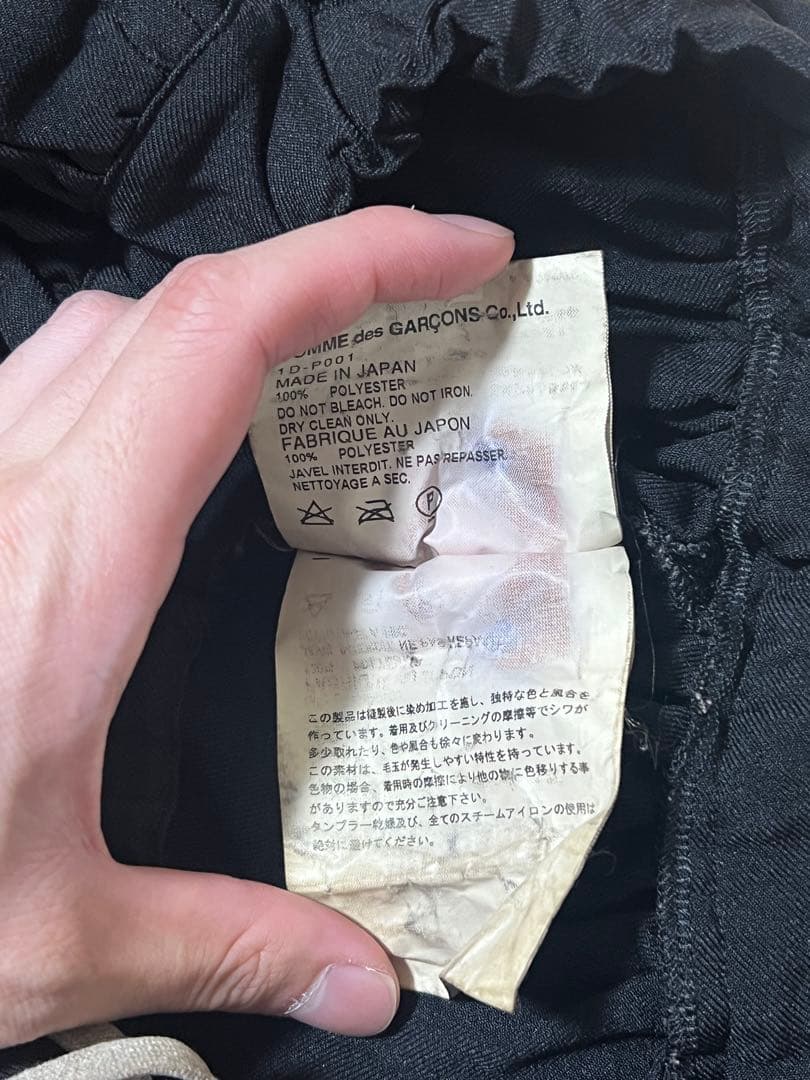 des GARÇONS Co.,Ltd.
1D-P001
MADE IN JAPAN
100% POLYESTER
DO NOT BLEACH. DO NOT IRON.
DRY CLEAN ONLY.
FABRIQUE AU JAPON
100% POLYESTER
JAVEL INTERDIT. NE PAS REPASSER
NETTOYAGE A SEC.
P
この製品は縫製後に染め加工を施し、独特な色と風合を
作っています。着用及びクリーニングの摩擦等でシワが
多少取れたり、色や風合も徐々に変わります。
この素材は、毛玉が発生しやすい特性を持っています。
色物の場合、着用時の摩擦により他の物に色移りする事
がありますので充分ご注意下さい。
タンブラー乾燥及び、全てのスチームアイロンの使用は
絶対に避けてください。